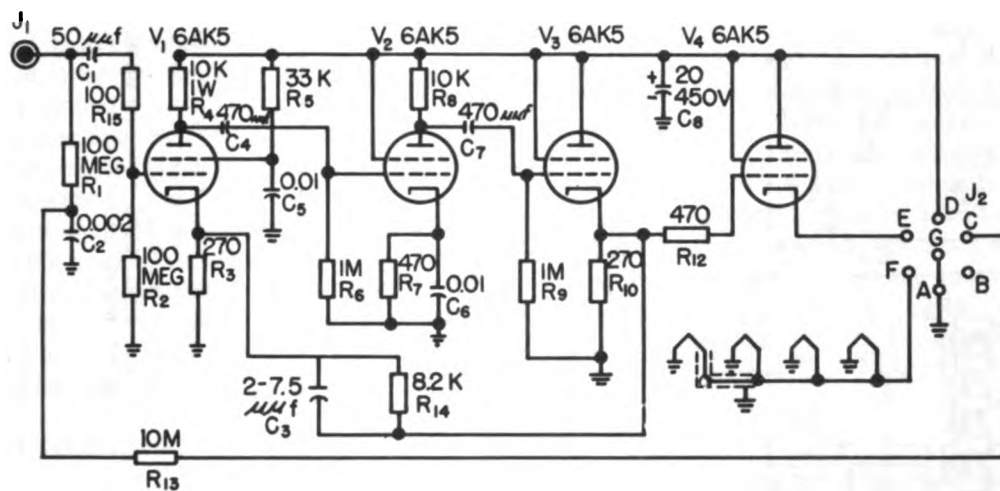 J1
50 μμf
C1
100
R15
100
MEG
R1
0.002
C2
100
MEG
R2
V1 6AK5
10K
1W
R4
470 μμf
C4
33 K
R5
0.01
C5
270
R3
2-7.5
μμf
C3
8.2 K
R14
10M
R13
V2 6AK5
10K
R8
470 μμf
C7
1M
R6
470
R7
0.01
C6
V3 6AK5
1M
R9
270
R10
20
450V
C8
+
-
V4 6AK5
470
R12
D
J2
E
C
G
F
B
A